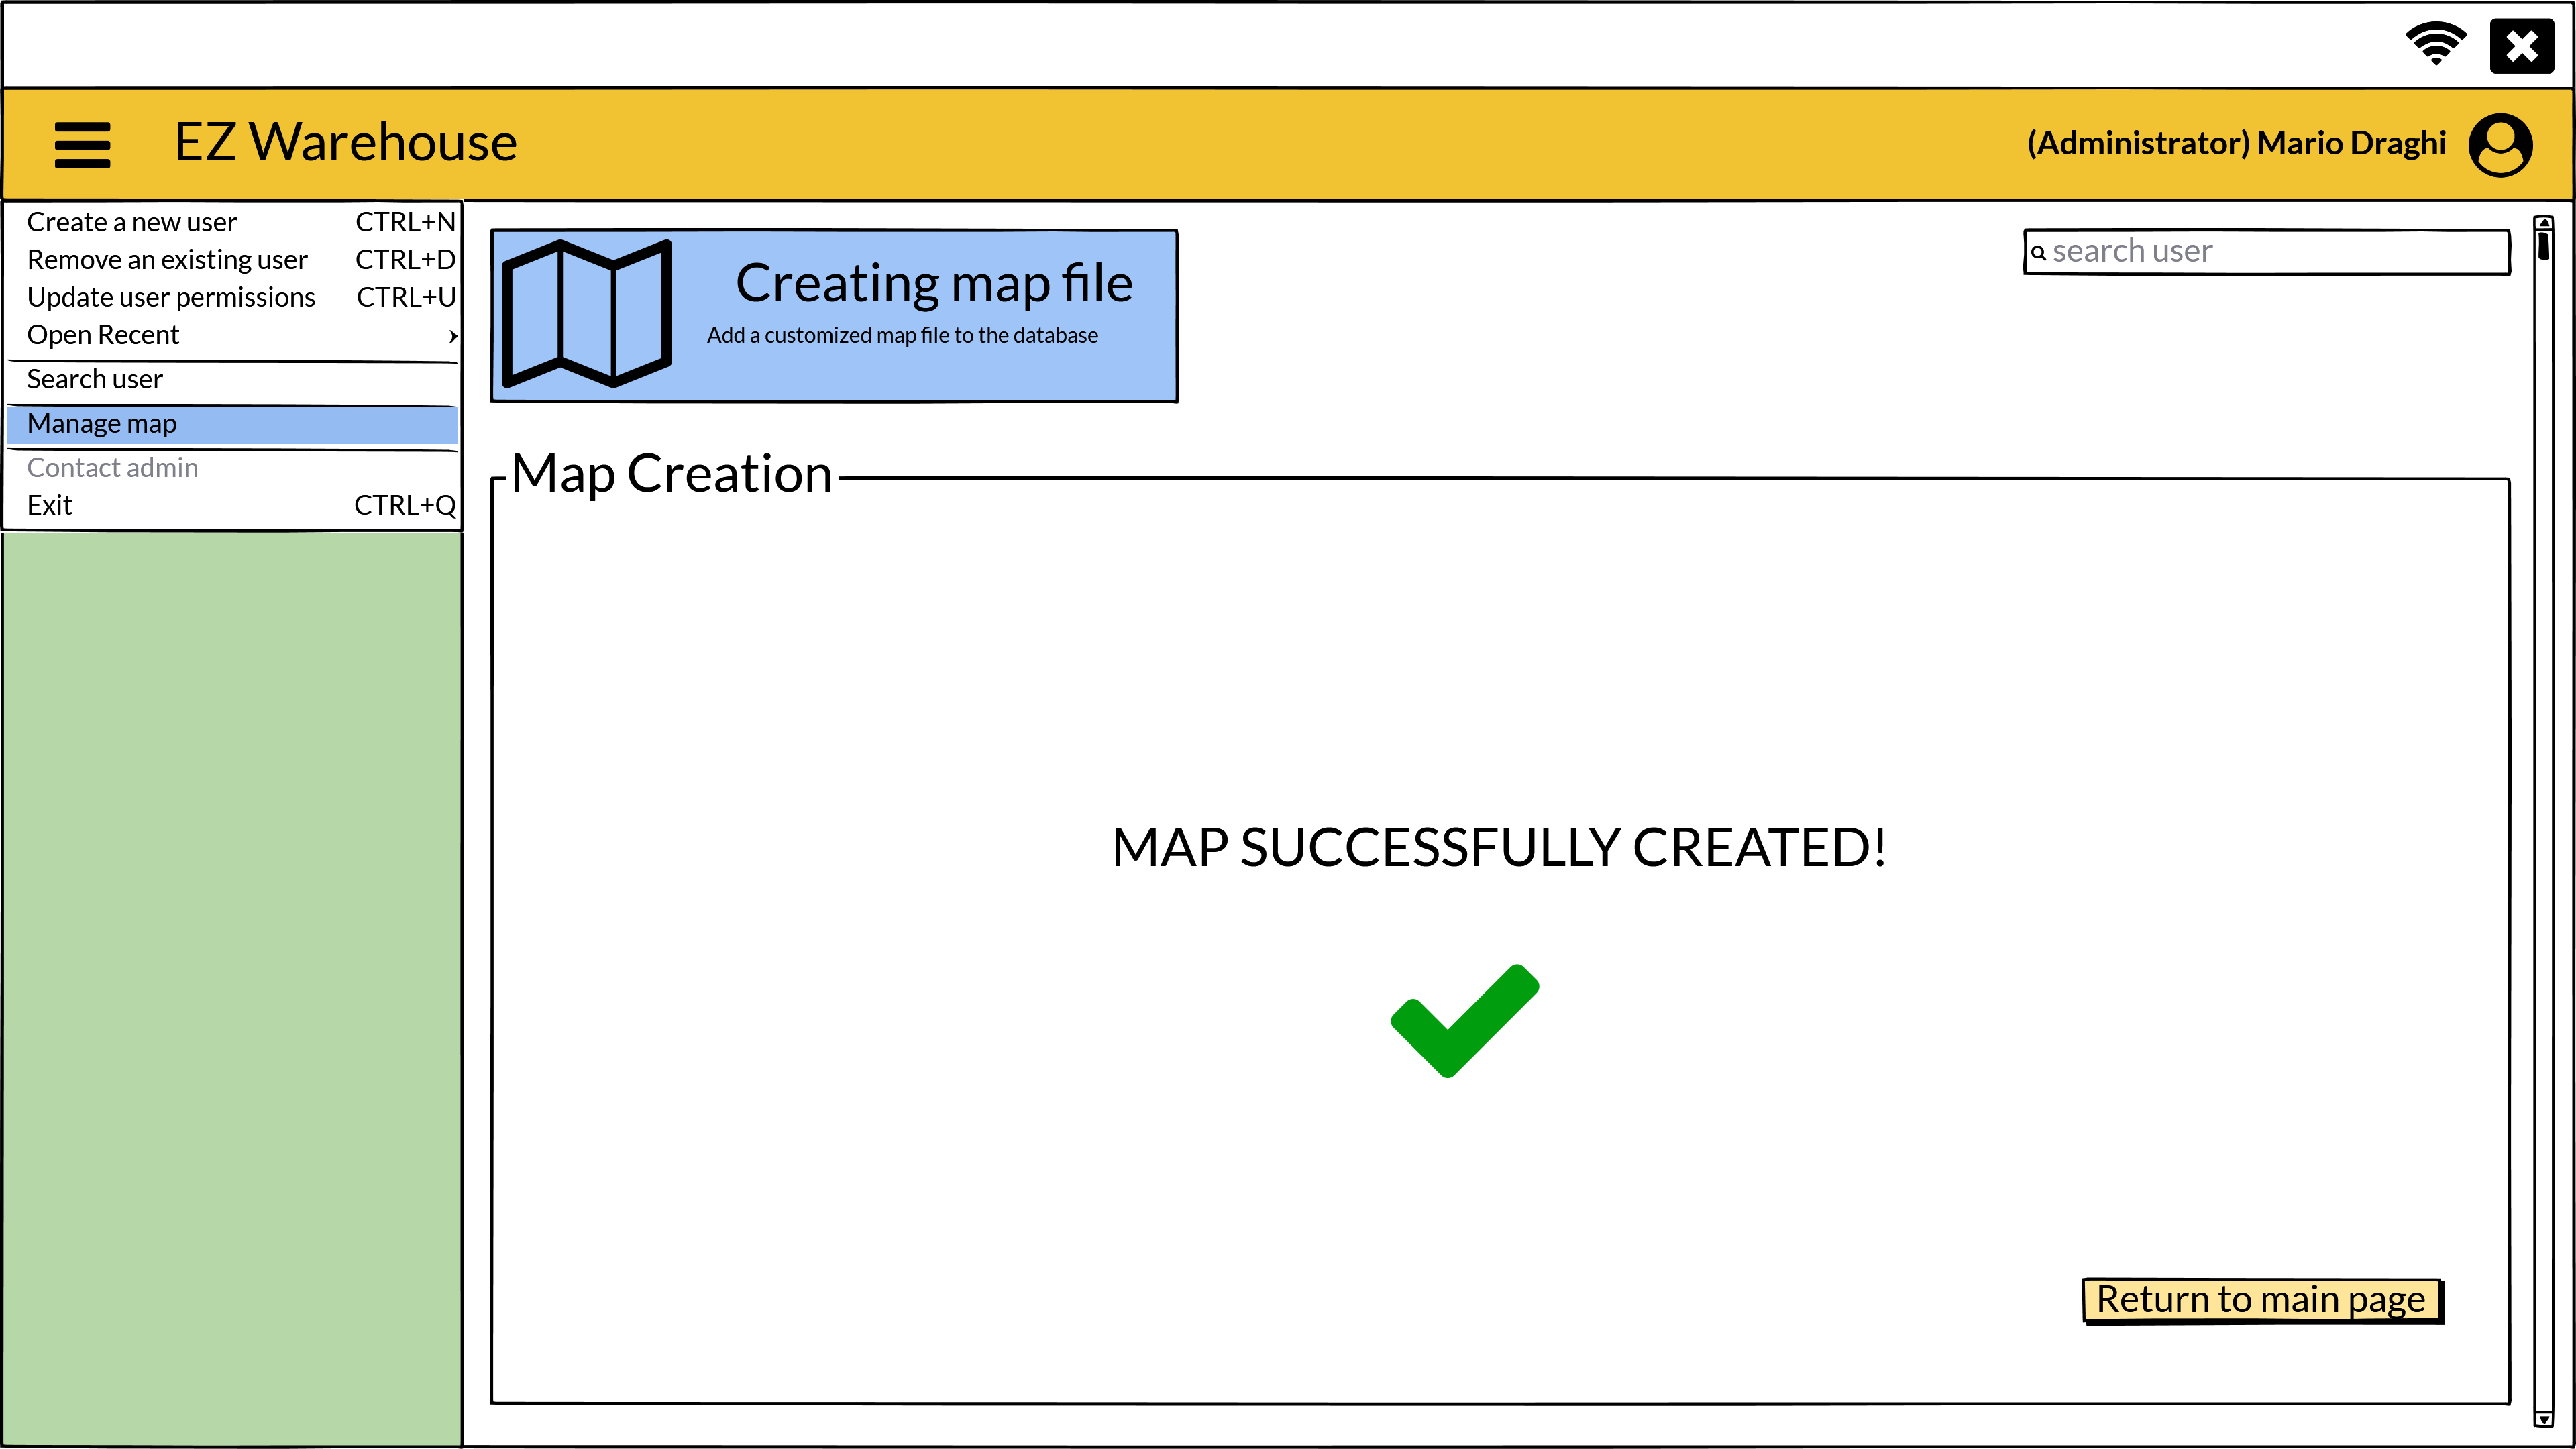 EZ Warehouse
(Administrator) Mario Draghi
Create a new user CTRL+N
Remove an existing user CTRL+D
Update user permissions CTRL+U
Open Recent
Search user
Manage map
Contact admin
Exit CTRL+Q
Creating map file
Add a customized map file to the database
search user
Map Creation
MAP SUCCESSFULLY CREATED!
Return to main page